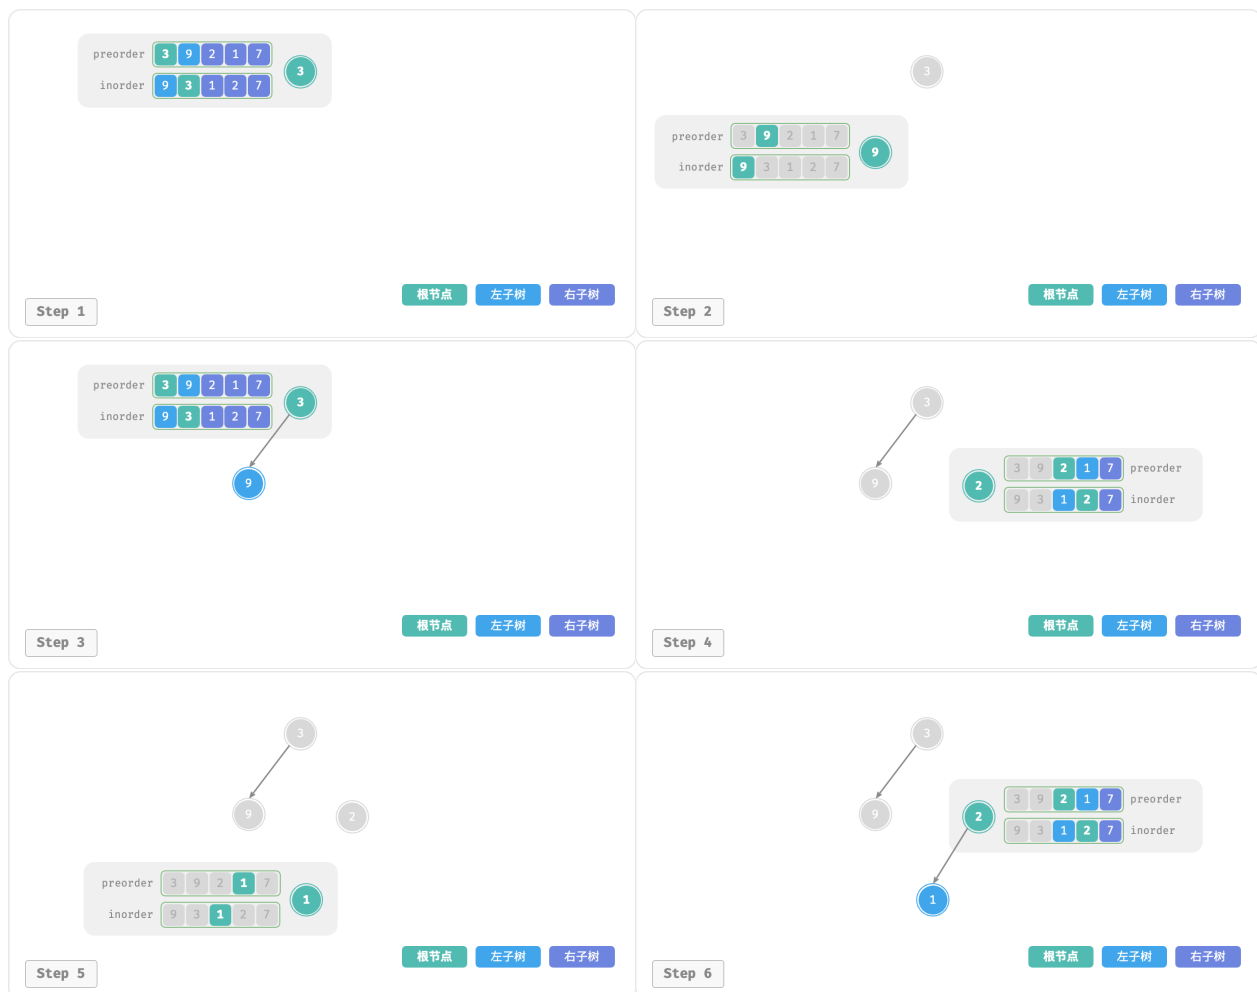 preorder 3 9 2 1 7
3
inorder 9 3 1 2 7
根节点 左子树 右子树
Step 1
3
preorder 3 9 2 1 7
9
inorder 9 3 1 2 7
根节点 左子树 右子树
Step 2
preorder 3 9 2 1 7
3
inorder 9 3 1 2 7
9
根节点 左子树 右子树
Step 3
3
9
2
3 9 2 1 7 preorder
9 3 1 2 7 inorder
根节点 左子树 右子树
Step 4
3
9 2
preorder 3 9 2 1 7
1
inorder 9 3 1 2 7
根节点 左子树 右子树
Step 5
3
9
2
3 9 2 1 7 preorder
9 3 1 2 7 inorder
1
根节点 左子树 右子树
Step 6